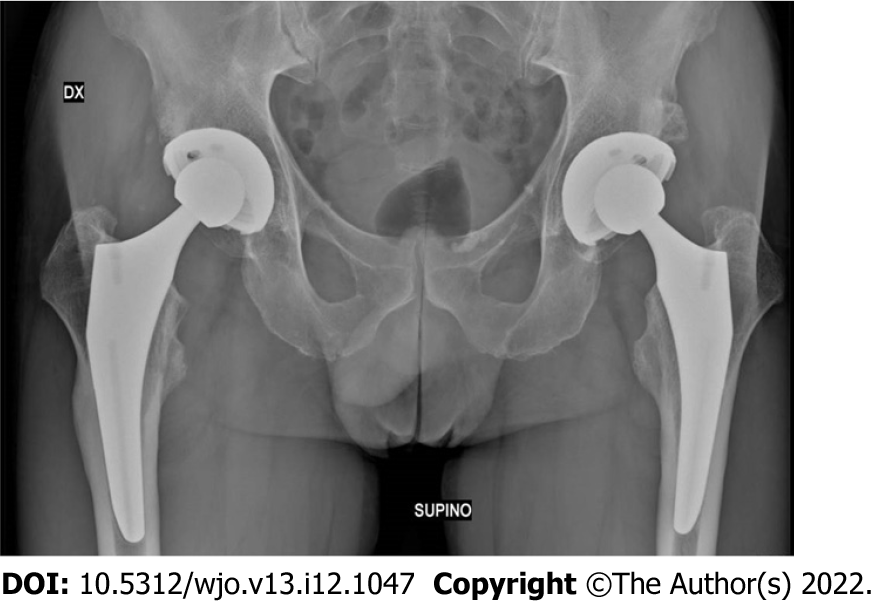 DX
SUPINO
DOI: 10.5312/wjo.v13.i12.1047 Copyright ©The Author(s) 2022.